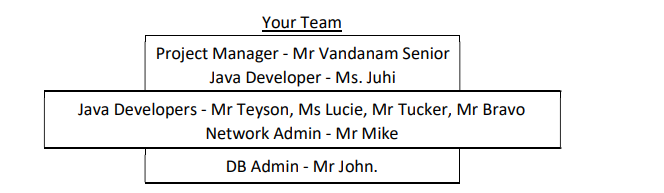 Your Team
Project Manager - Mr Vandanam Senior
Java Developer - Ms. Juhi
Java Developers - Mr Teyson, Ms Lucie, Mr Tucker, Mr Bravo
Network Admin - Mr Mike
DB Admin - Mr John.